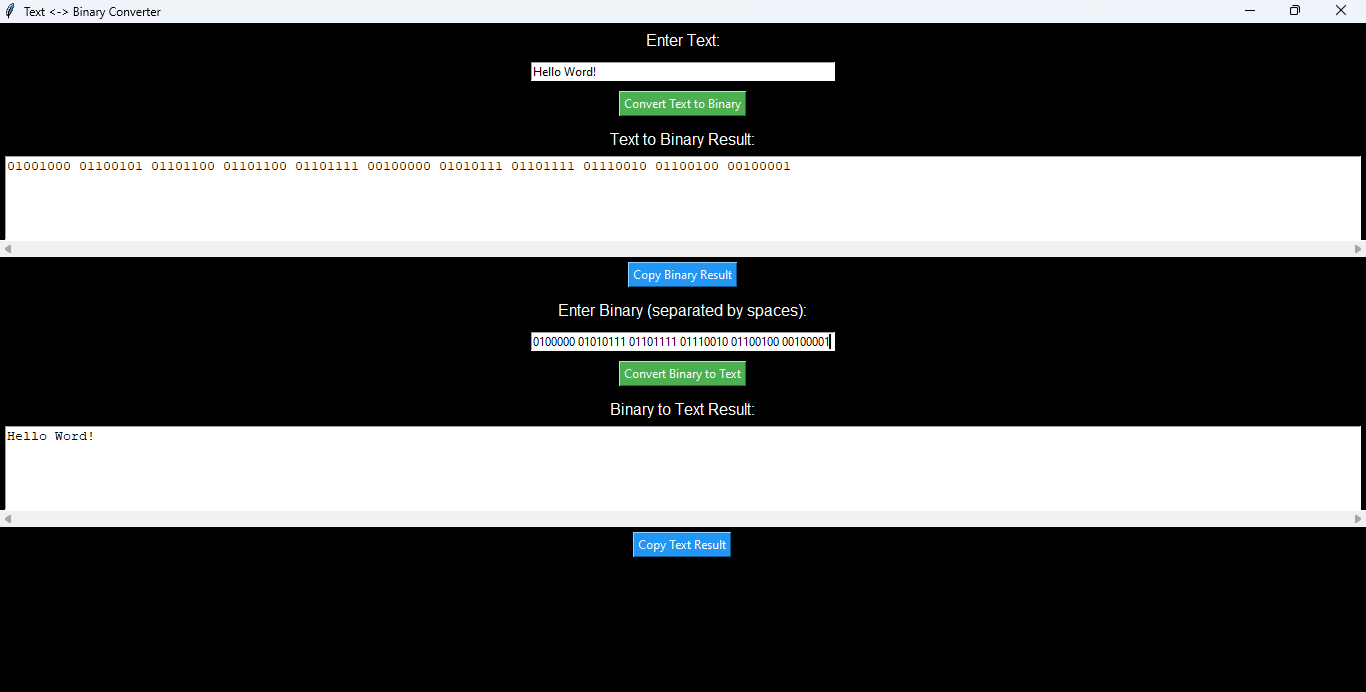 Text <-> Binary Converter
Enter Text:
Hello Word!
Convert Text to Binary
Text to Binary Result:
01001000 01100101 01101100 01101100 01101111 00100000 01010111 01101111 01110010 01100100 00100001
Copy Binary Result
Enter Binary (separated by spaces):
0100000 01010111 01101111 01110010 01100100 00100001
Convert Binary to Text
Binary to Text Result:
Hello Word!
Copy Text Result